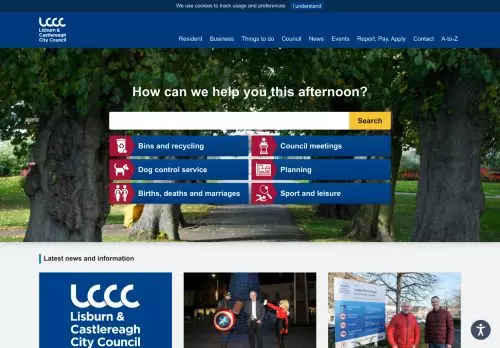 We use cookies to track usage and preferences
I understand
LCCC
Lisburn &
Castlereagh
City Council
Resident
Business
Things to do
Council
News
Events
Report, Pay, Apply
Contact
A-to-Z
How can we help you this afternoon?
Search
Bins and recycling
Council meetings
Dog control service
Planning
Births, deaths and marriages
Sport and leisure
Latest news and information
LCCC
Lisburn &
Castlereagh
City Council